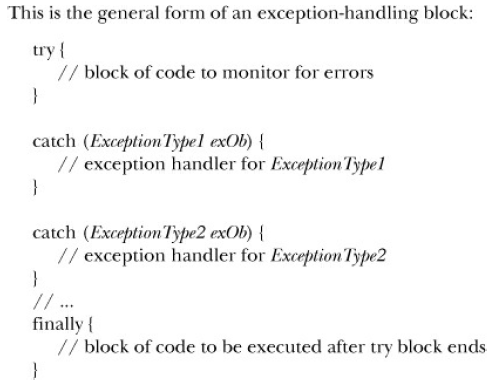 This is the general form of an exception-handling block:
try {
// block of code to monitor for errors
}
catch (ExceptionType1 exOb) {
// exception handler for ExceptionType1
}
catch (ExceptionType2 exOb) {
// exception handler for ExceptionType2
}
// ...
finally {
// block of code to be executed after try block ends
}